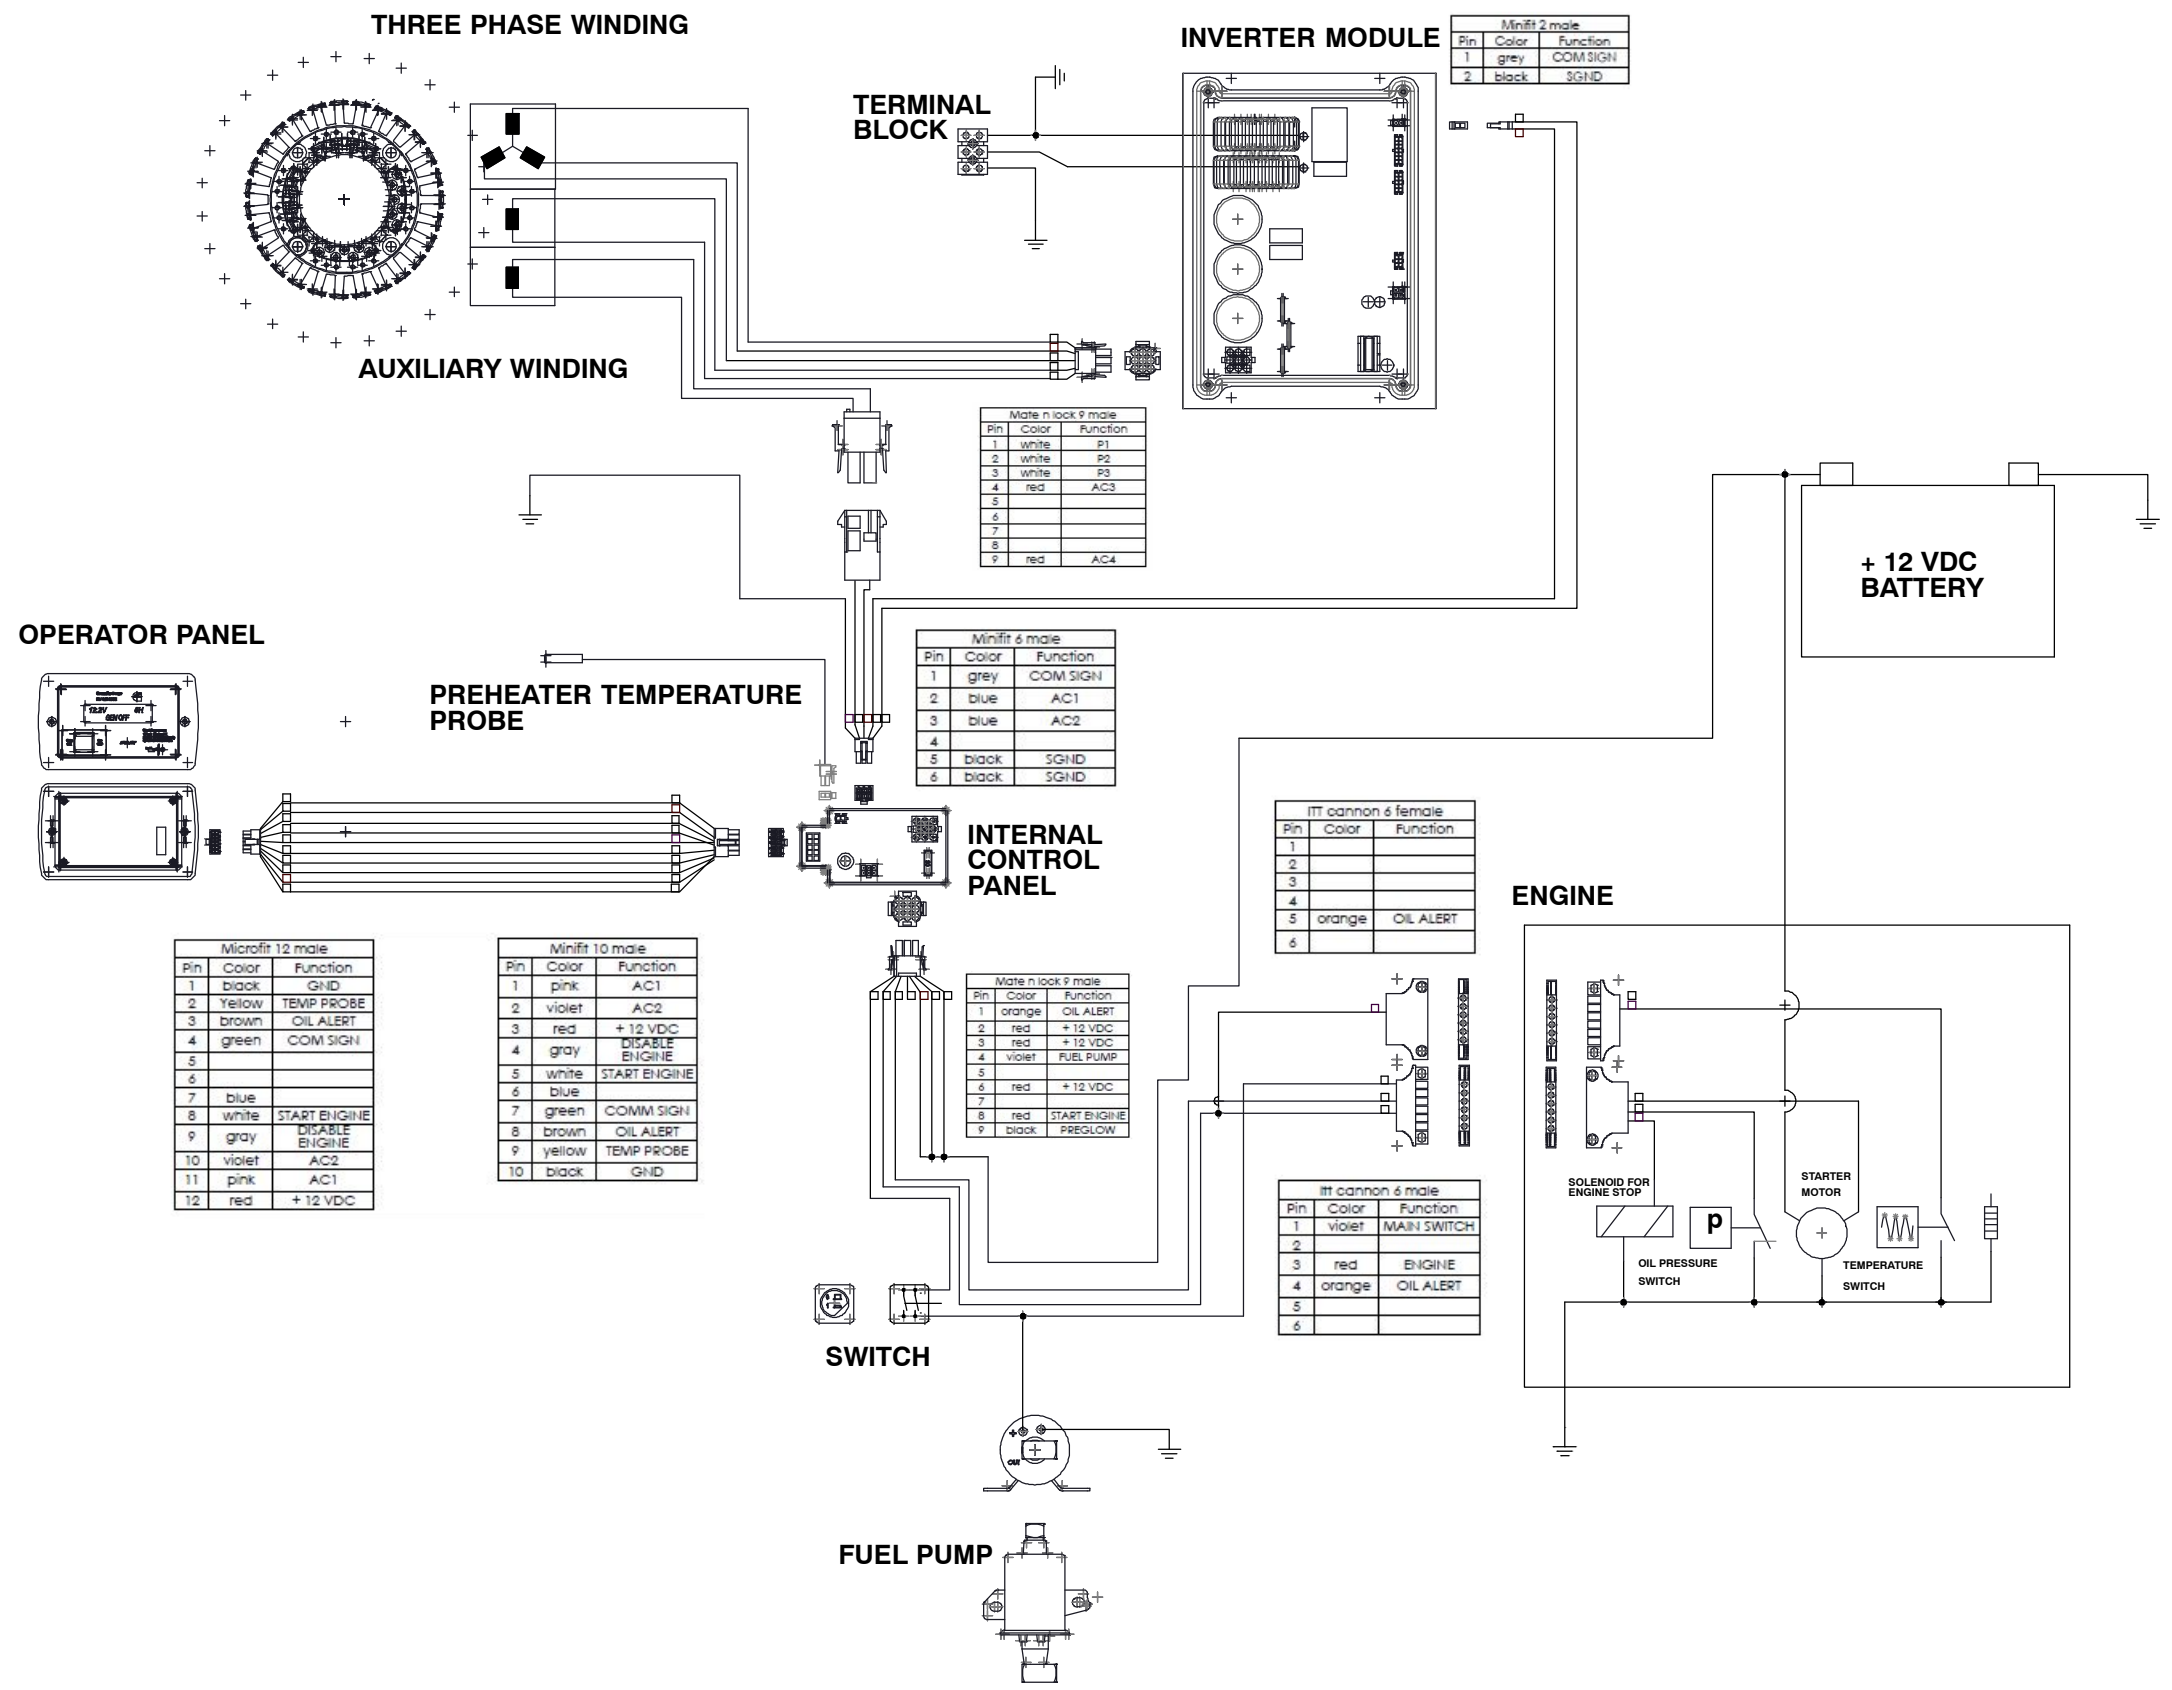 THREE PHASE WINDING
INVERTER MODULE
Minifit 2 male
Pin Color Function
1 grey COM SIGN
2 black SGND
TERMINAL
BLOCK
AUXILIARY WINDING
Mate n lock 9 male
Pin Color Function
1 white P1
2 white P2
3 white P3
4 red AC3
5
6
7
8
9 red AC4
+ 12 VDC
BATTERY
OPERATOR PANEL
12.2V
GEN OFF
PREHEATER TEMPERATURE
PROBE
Minifit 6 male
Pin Color Function
1 grey COM SIGN
2 blue AC1
3 blue AC2
4
5 black SGND
6 black SGND
INTERNAL
CONTROL
PANEL
ITT cannon 6 female
Pin Color Function
1
2
3
4
5 orange OIL ALERT
6
ENGINE
Microfit 12 male
Pin Color Function
1 black GND
2 Yellow TEMP PROBE
3 brown OIL ALERT
4 green COM SIGN
5
6
7 blue
8 white START ENGINE
9 gray DISABLE ENGINE
10 violet AC2
11 pink AC1
12 red + 12 VDC
Minifit 10 male
Pin Color Function
1 pink AC1
2 violet AC2
3 red + 12 VDC
4 gray DISABLE ENGINE
5 white START ENGINE
6 blue
7 green COMM SIGN
8 brown OIL ALERT
9 yellow TEMP PROBE
10 black GND
Mate n lock 9 male
Pin Color Function
1 orange OIL ALERT
2 red + 12 VDC
3 red + 12 VDC
4 violet FUEL PUMP
5
6 red + 12 VDC
7
8 red START ENGINE
9 black PREGLOW
Itt cannon 6 male
Pin Color Function
1 violet MAIN SWITCH
2
3 red ENGINE
4 orange OIL ALERT
5
6
SOLENOID FOR
ENGINE STOP
STARTER
MOTOR
p
OIL PRESSURE
SWITCH
TEMPERATURE
SWITCH
SWITCH
+
OUT
FUEL PUMP